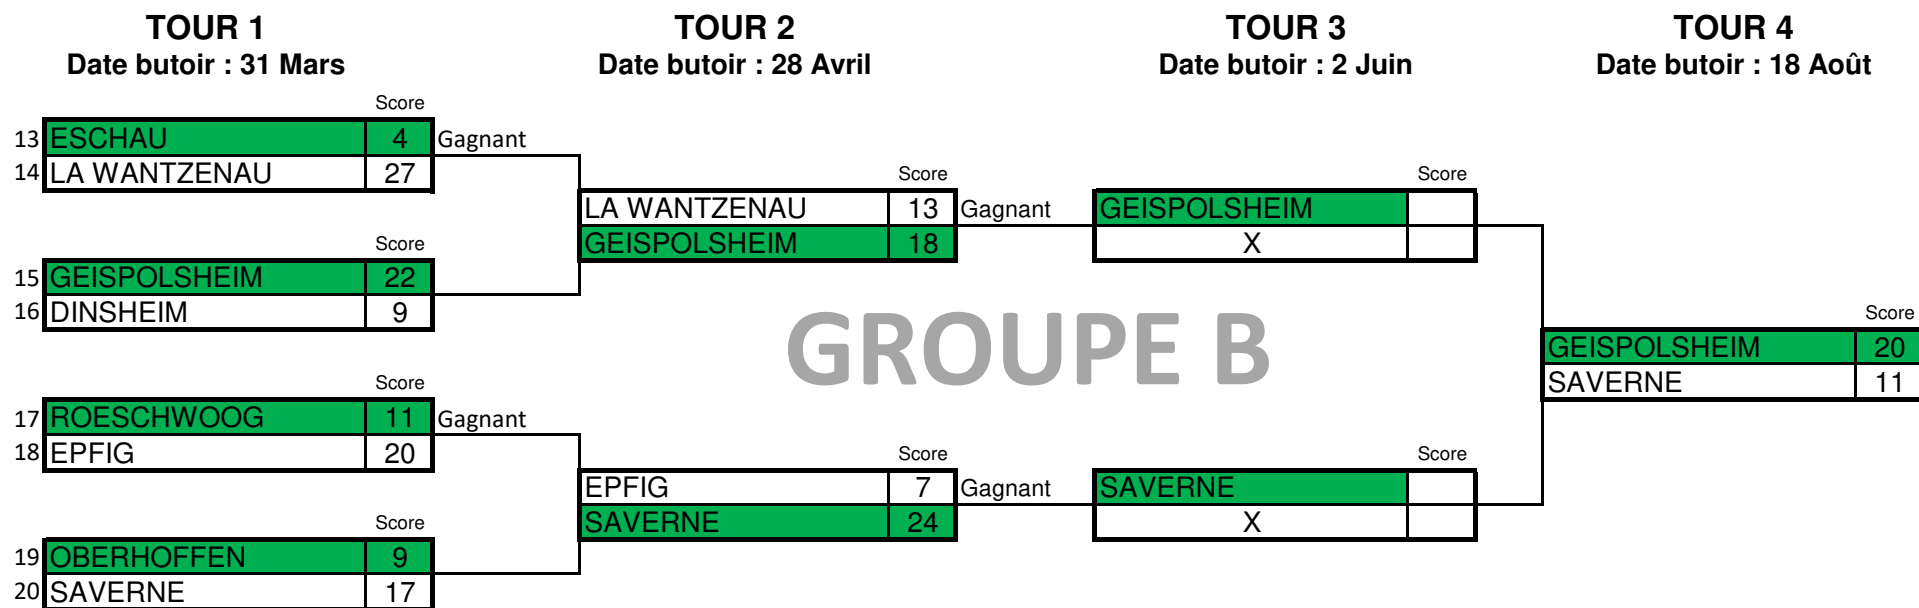 TOUR 1 TOUR 2 TOUR 3 TOUR 4
Date butoir : 31 Mars Date butoir : 28 Avril Date butoir : 2 Juin Date butoir : 18 Août
Score
13 ESCHAU 4 Gagnant
14 LA WANTZENAU 27
Score Score
LA WANTZENAU 13 Gagnant GEISPOLSHEIM
GEISPOLSHEIM 18 X
Score
15 GEISPOLSHEIM 22
16 DINSHEIM 9
GROUPE B
Score
GEISPOLSHEIM 20
SAVERNE 11
Score
17 ROESCHWOOG 11 Gagnant
18 EPFIG 20
Score Score
EPFIG 7 Gagnant SAVERNE
SAVERNE 24 X
Score
19 OBERHOFFEN 9
20 SAVERNE 17